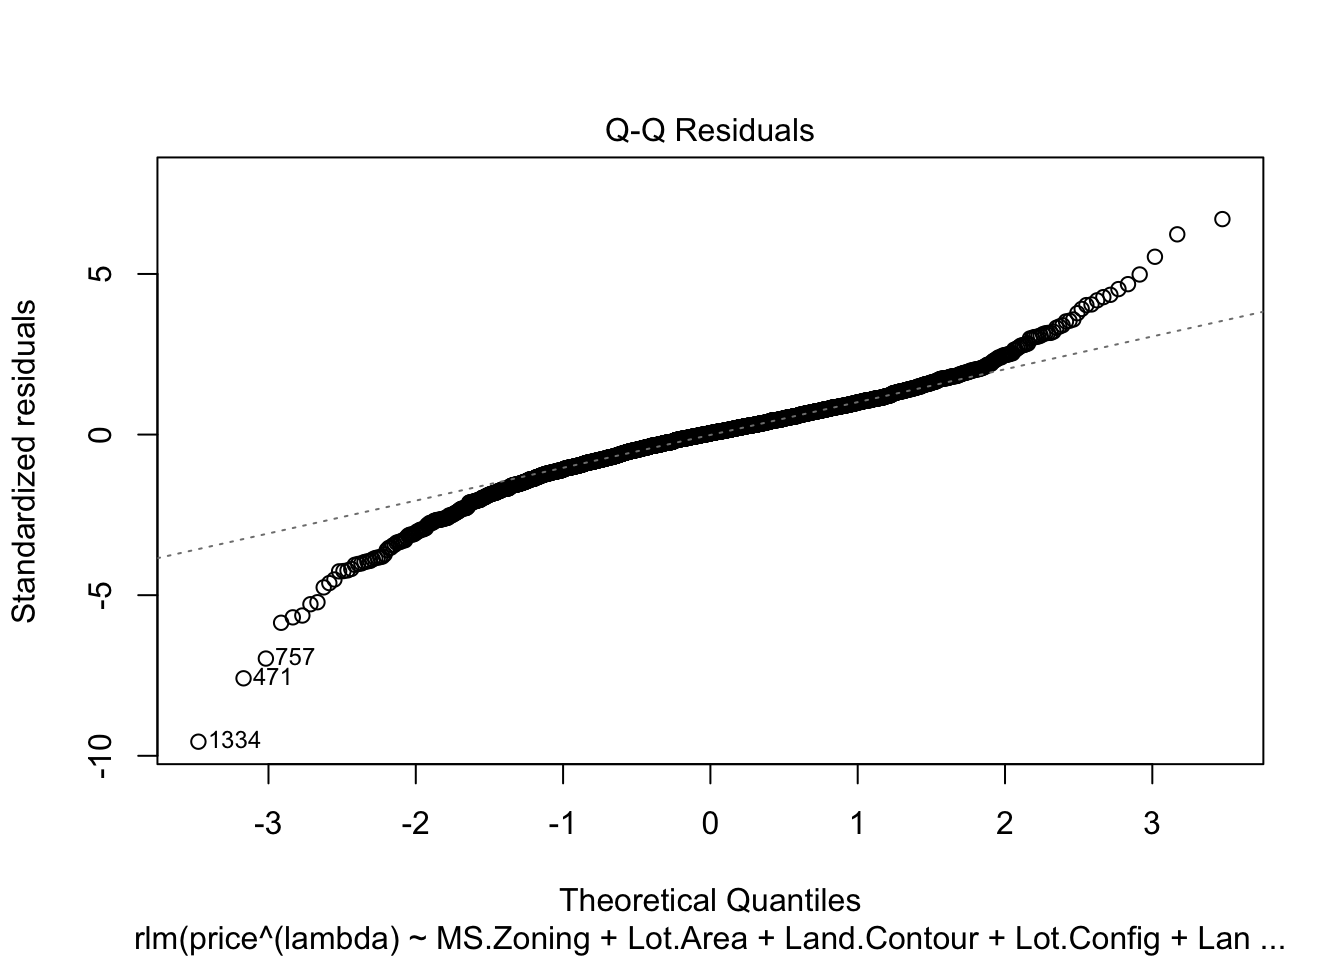 Q-Q Residuals
Standardized residuals
5
0
-5
-10
757
471
1334
-3 -2 -1 0 1 2 3
Theoretical Quantiles
rlm(price^(lambda) ~ MS.Zoning + Lot.Area + Land.Contour + Lot.Config + Lan ...